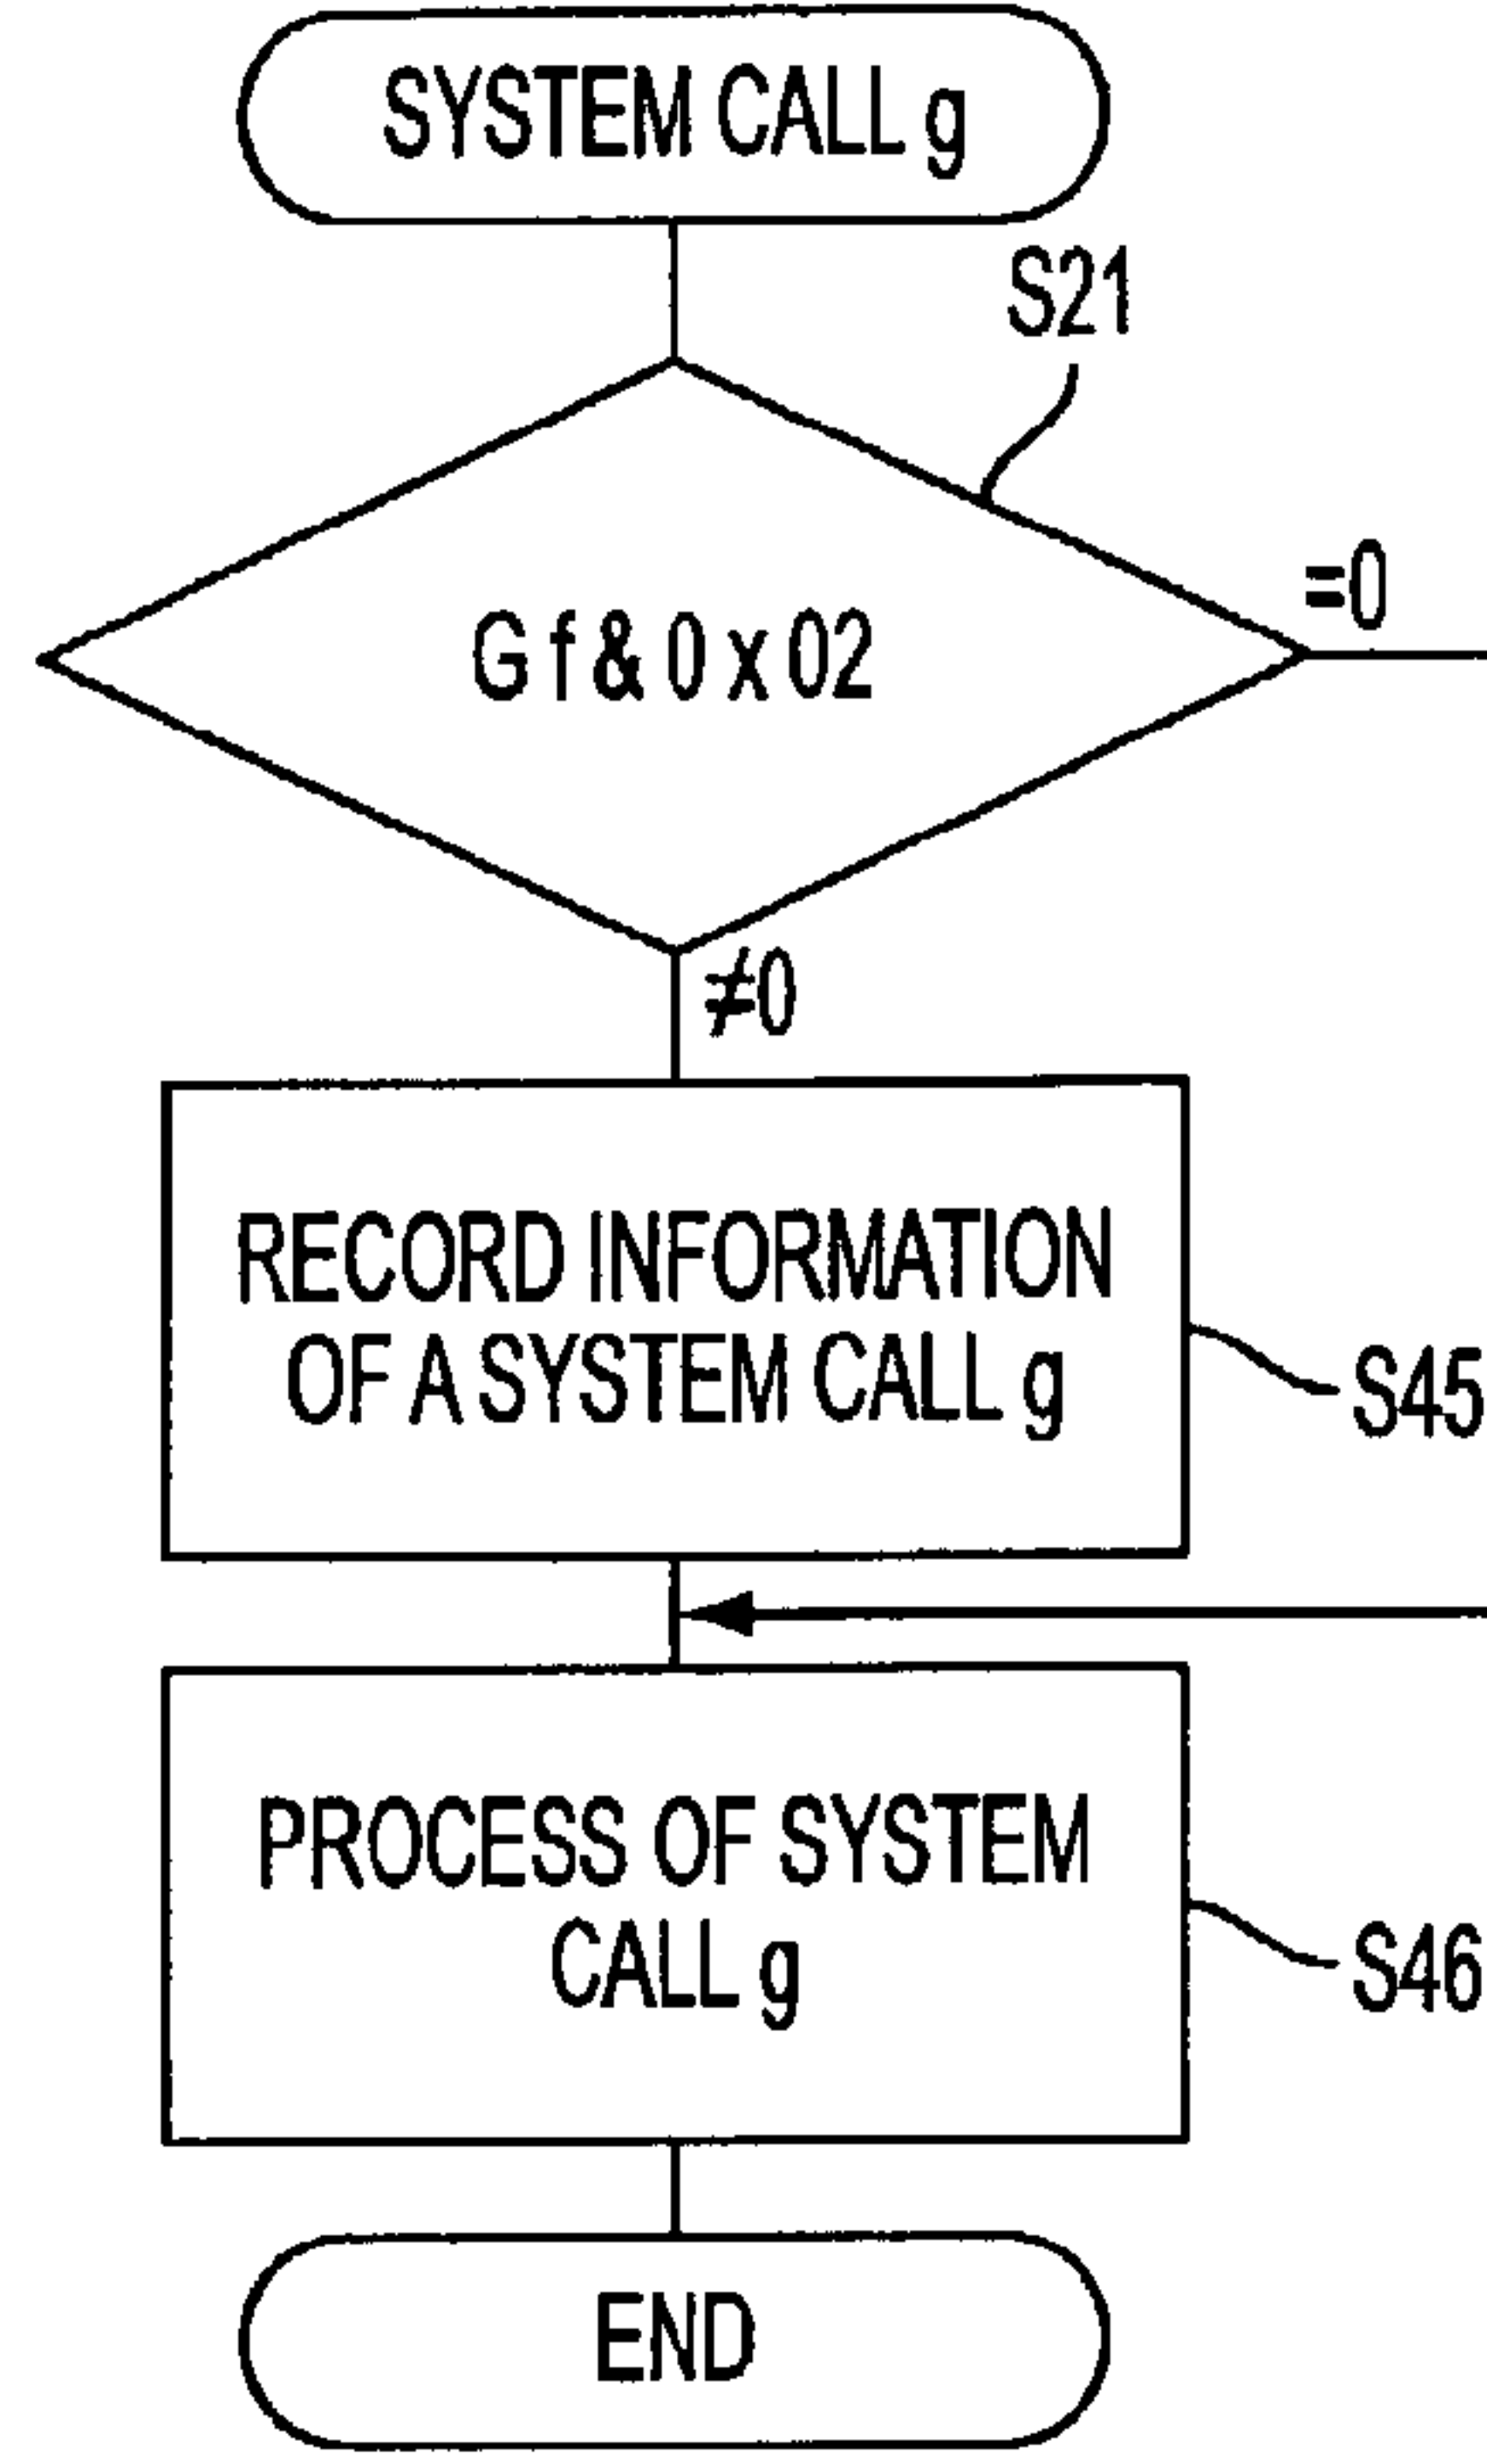 SYSTEM CALL g
S21
=0
G f & 0 x 02
≠0
RECORD INFORMATION
OF A SYSTEM CALL g
S45
PROCESS OF SYSTEM
CALL g
S46
END